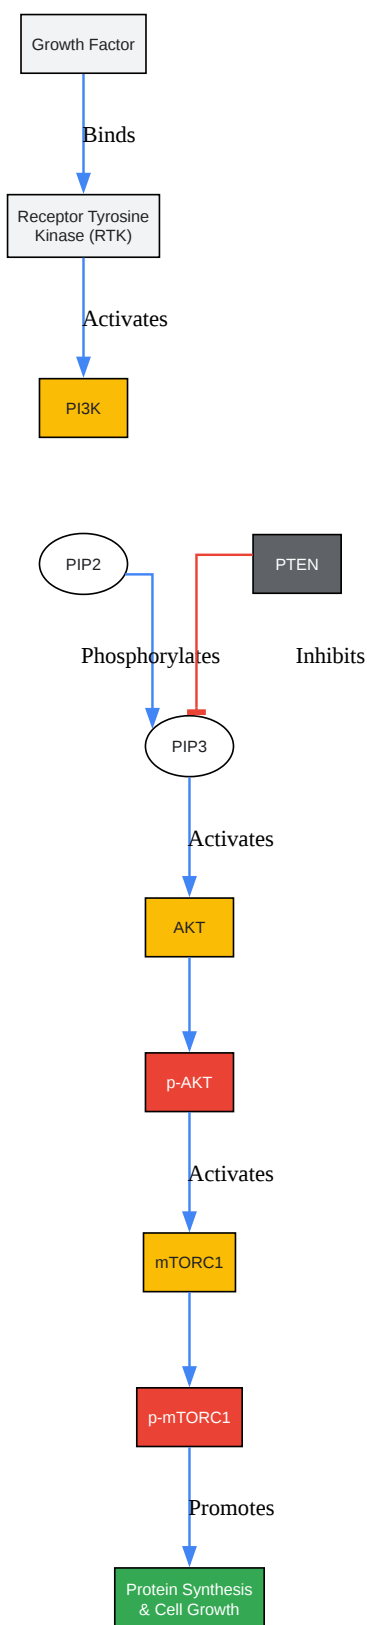 Growth Factor
Binds
Receptor Tyrosine
Kinase (RTK)
Activates
PI3K
PIP2
PTEN
Phosphorylates
Inhibits
PIP3
Activates
AKT
p-AKT
Activates
mTORC1
p-mTORC1
Promotes
Protein Synthesis
& Cell Growth